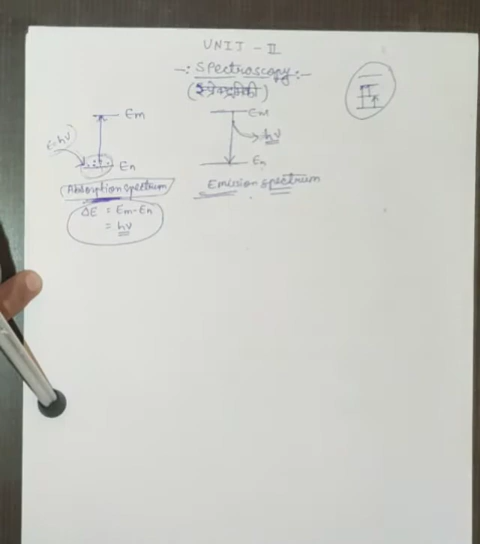 UNIT - II
-: Spectroscopy :-
(स्पेक्ट्रोमिकी)
Em
E=hν
En
Absorption spectrum
ΔE = Em-En
= hν
Em
hν
En
Emission spectrum